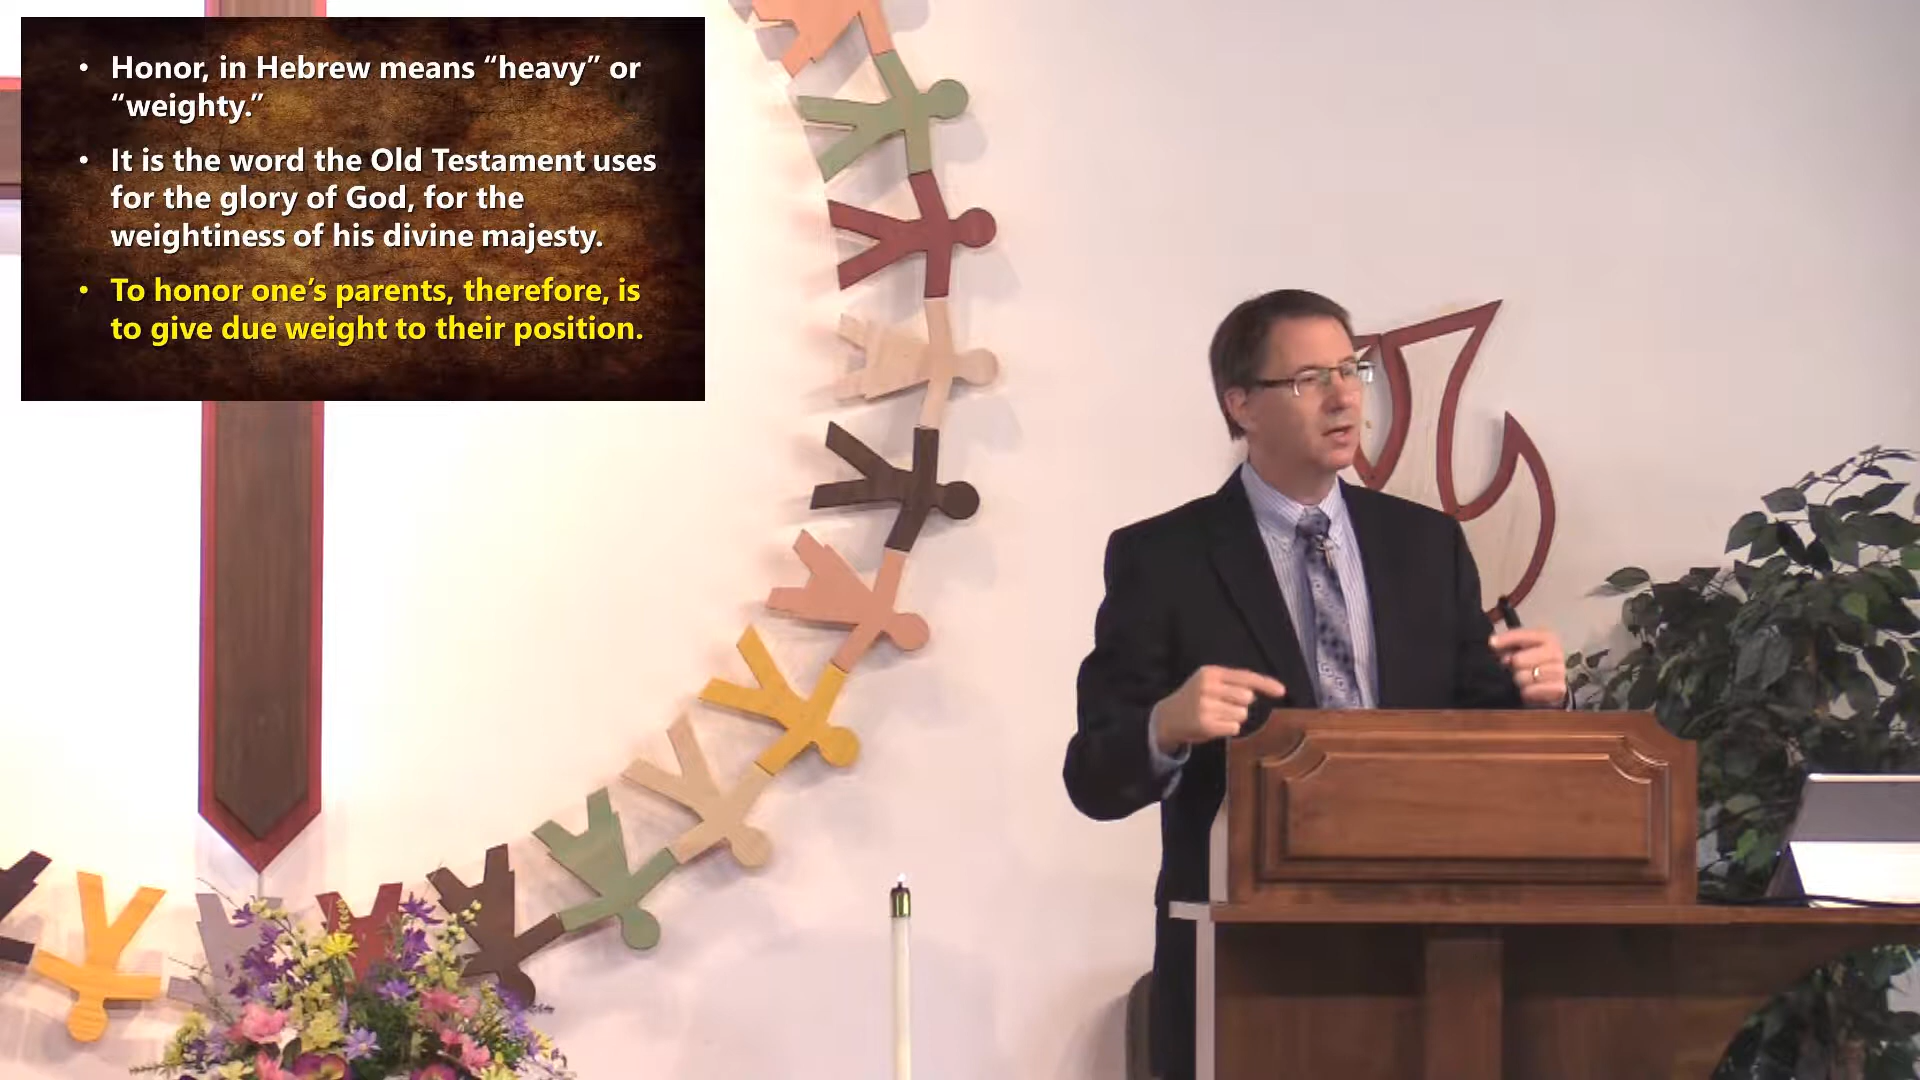 • Honor, in Hebrew means “heavy” or
“weighty.”
• It is the word the Old Testament uses
for the glory of God, for the
weightiness of his divine majesty.
• To honor one’s parents, therefore, is
to give due weight to their position.